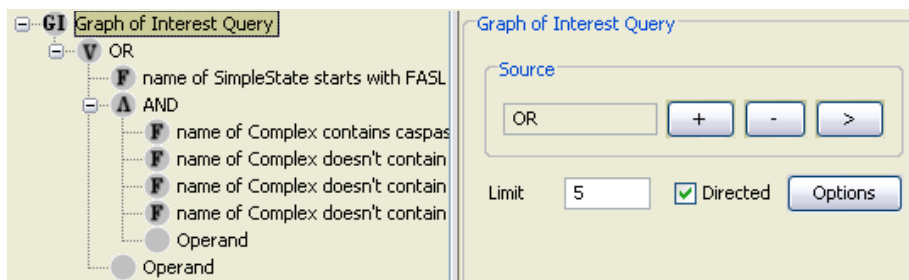 GI Graph of Interest Query
V OR
F name of SimpleState starts with FASL
Λ AND
F name of Complex contains caspas
F name of Complex doesn't contain
F name of Complex doesn't contain
F name of Complex doesn't contain
Operand
Operand
Graph of Interest Query
Source
OR + - >
Limit 5 Directed Options